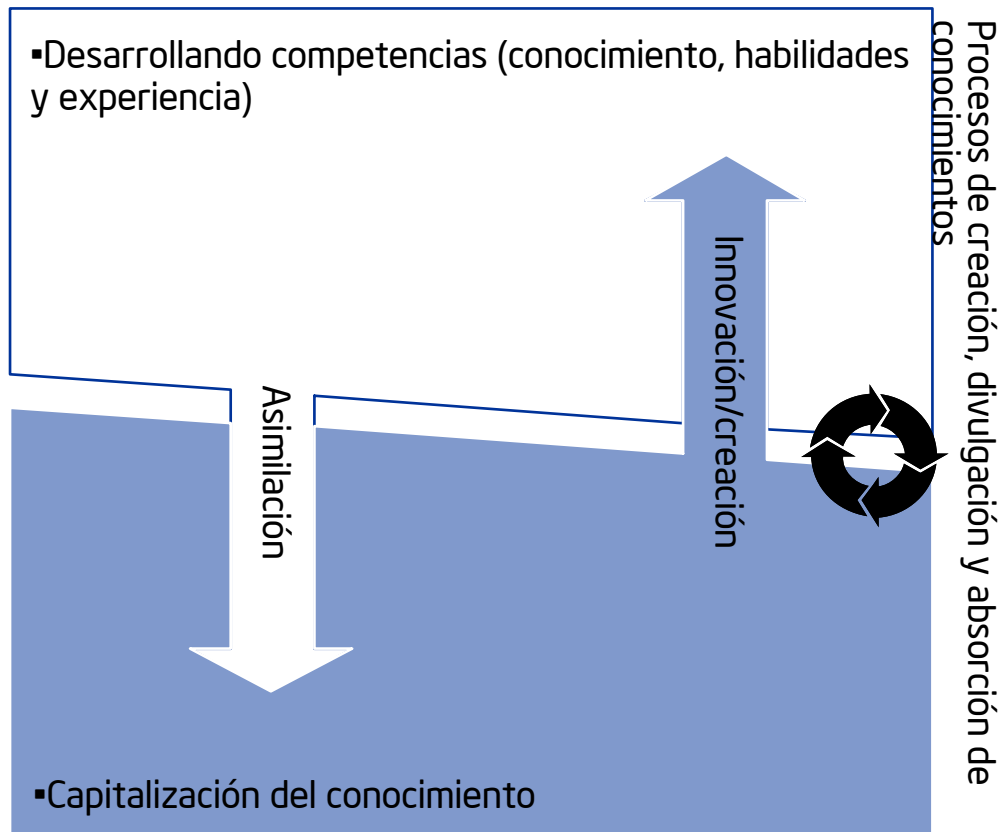 ▪Desarrollando competencias (conocimiento, habilidades
y experiencia)
Procesos de creación, divulgación y absorción de
conocimientos
Innovación/creación
Asimilación
▪Capitalización del conocimiento